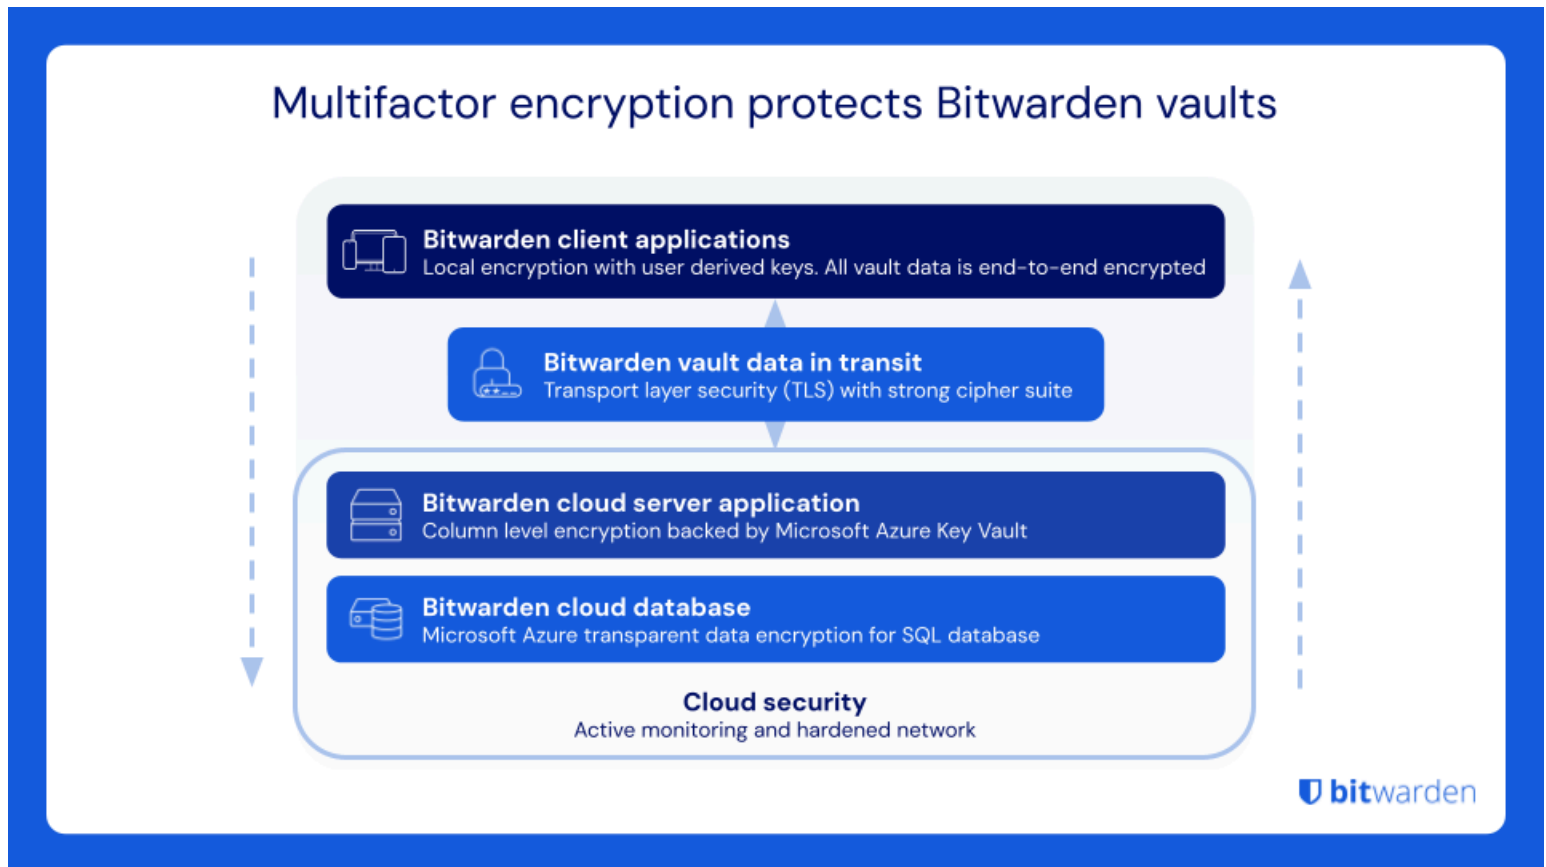 Multifactor encryption protects Bitwarden vaults
Bitwarden client applications
Local encryption with user derived keys. All vault data is end-to-end encrypted
Bitwarden vault data in transit
Transport layer security (TLS) with strong cipher suite
Bitwarden cloud server application
Column level encryption backed by Microsoft Azure Key Vault
Bitwarden cloud database
Microsoft Azure transparent data encryption for SQL database
Cloud security
Active monitoring and hardened network
bitwarden